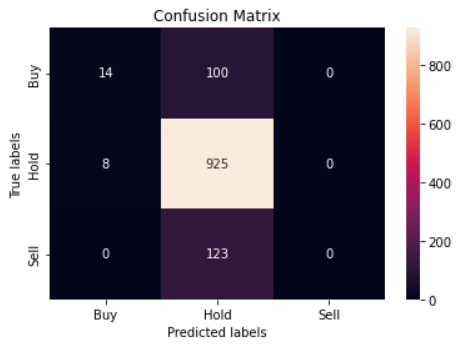 Confusion Matrix
True labels
Buy
14
100
0
Hold
8
925
0
Sell
0
123
0
Buy
Hold
Sell
Predicted labels
800
600
400
200
0